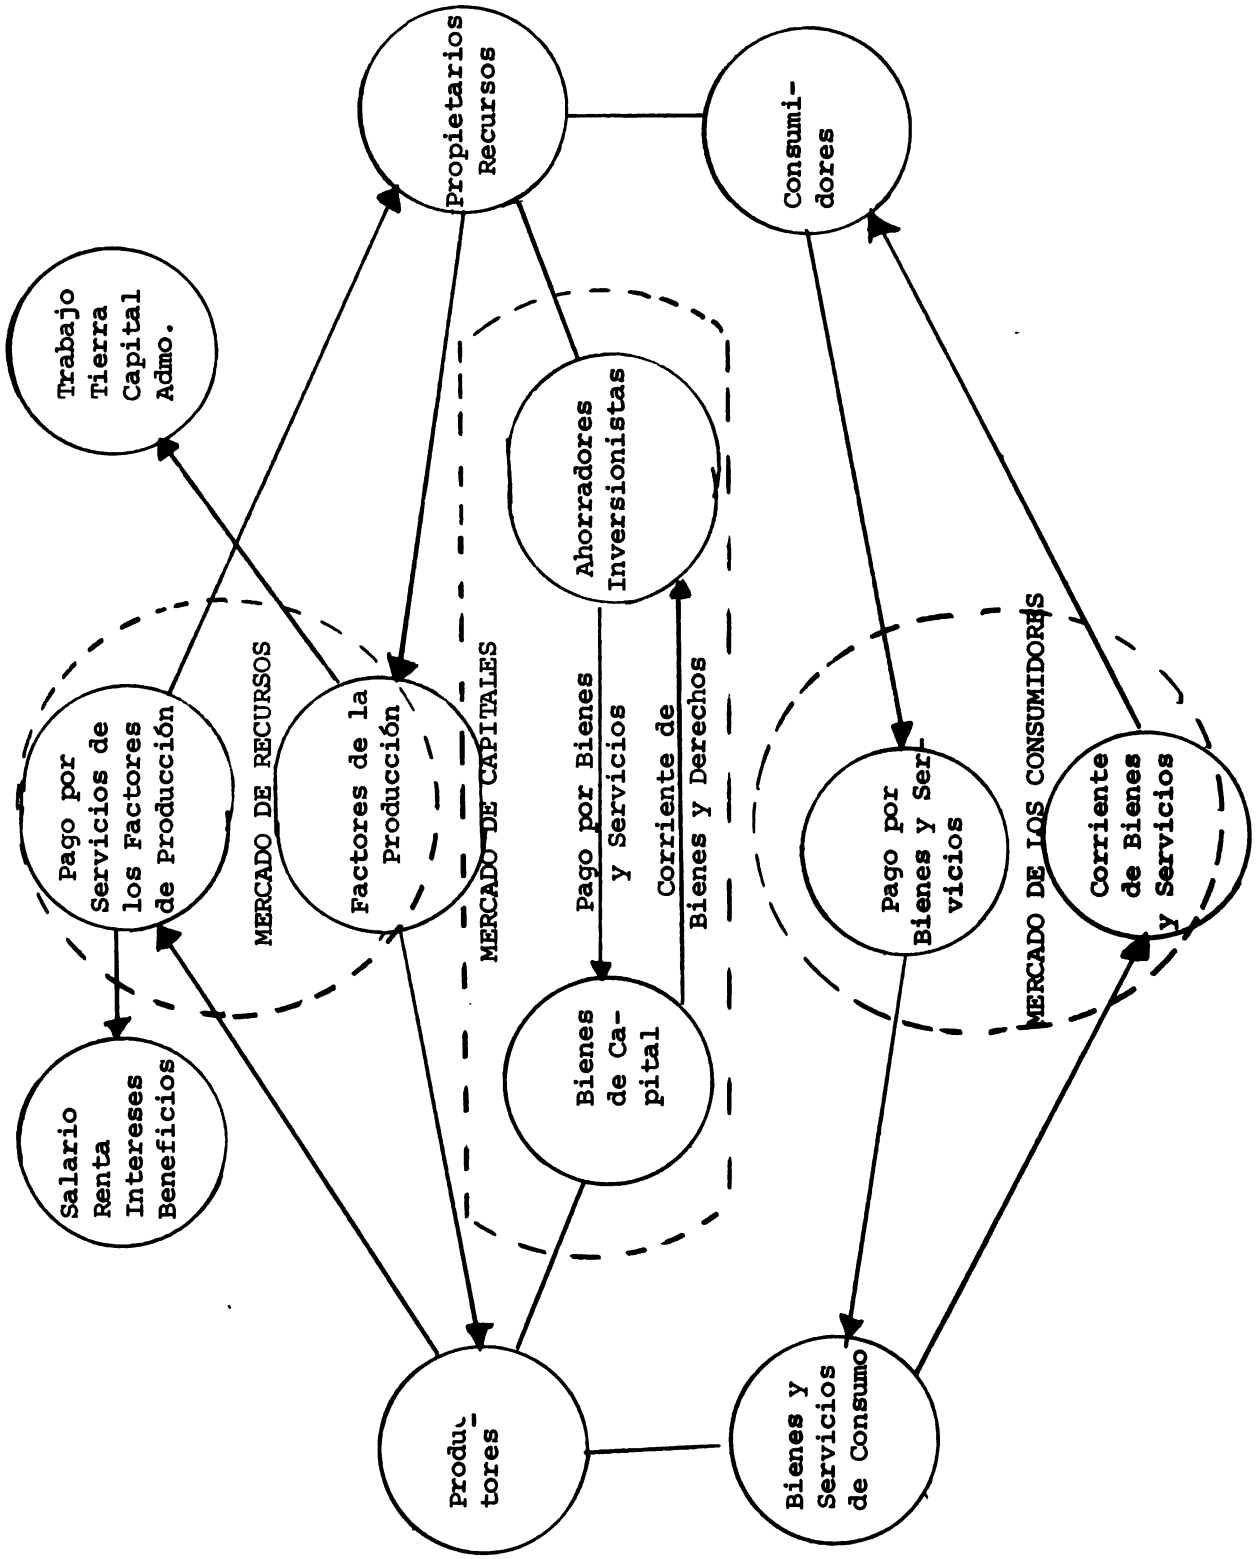 Salario
Renta
Intereses
Beneficios
Pago por
Servicios de
los Factores
de Producción
Trabajo
Tierra
Capital
Admo.
MERCADO DE RECURSOS
Factores de la
Producción
Produc-
tores
Propietarios
Recursos
MERCADO DE CAPITALES
Bienes
de Ca-
pital
Pago por Bienes
y Servicios
Corriente de
Bienes y Derechos
Ahorradores
Inversionistas
Bienes y
Servicios
de Consumo
Pago por
Bienes y Ser-
vicios
Consumi-
dores
MERCADO DE LOS CONSUMIDORES
Corriente
de Bienes
y Servicios